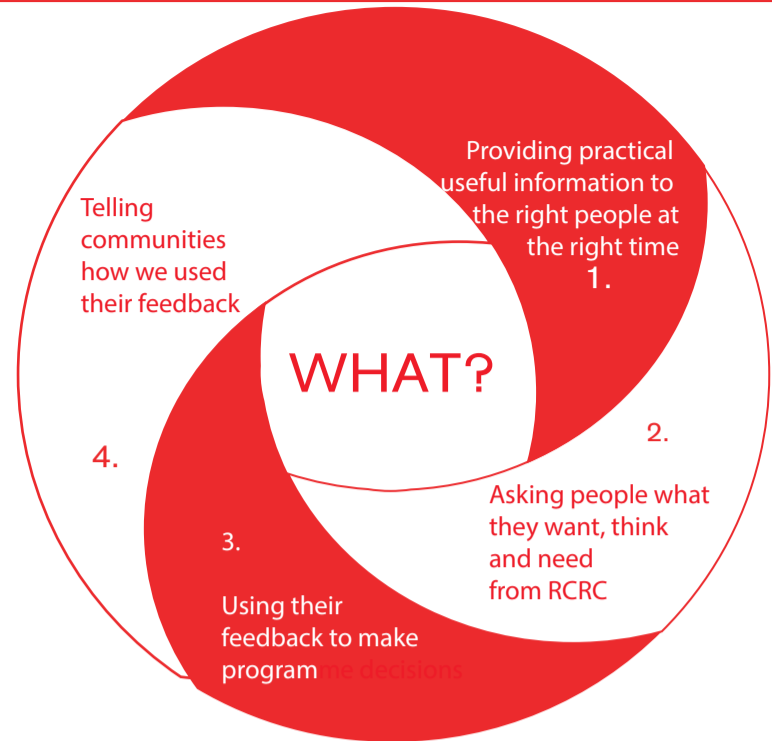 Providing practical
useful information to
the right people at
the right time
1.
WHAT?
2.
Asking people what
they want, think
and need
from RCRC
3.
Using their
feedback to make
programme decisions
Telling
communities
how we used
their feedback
4.